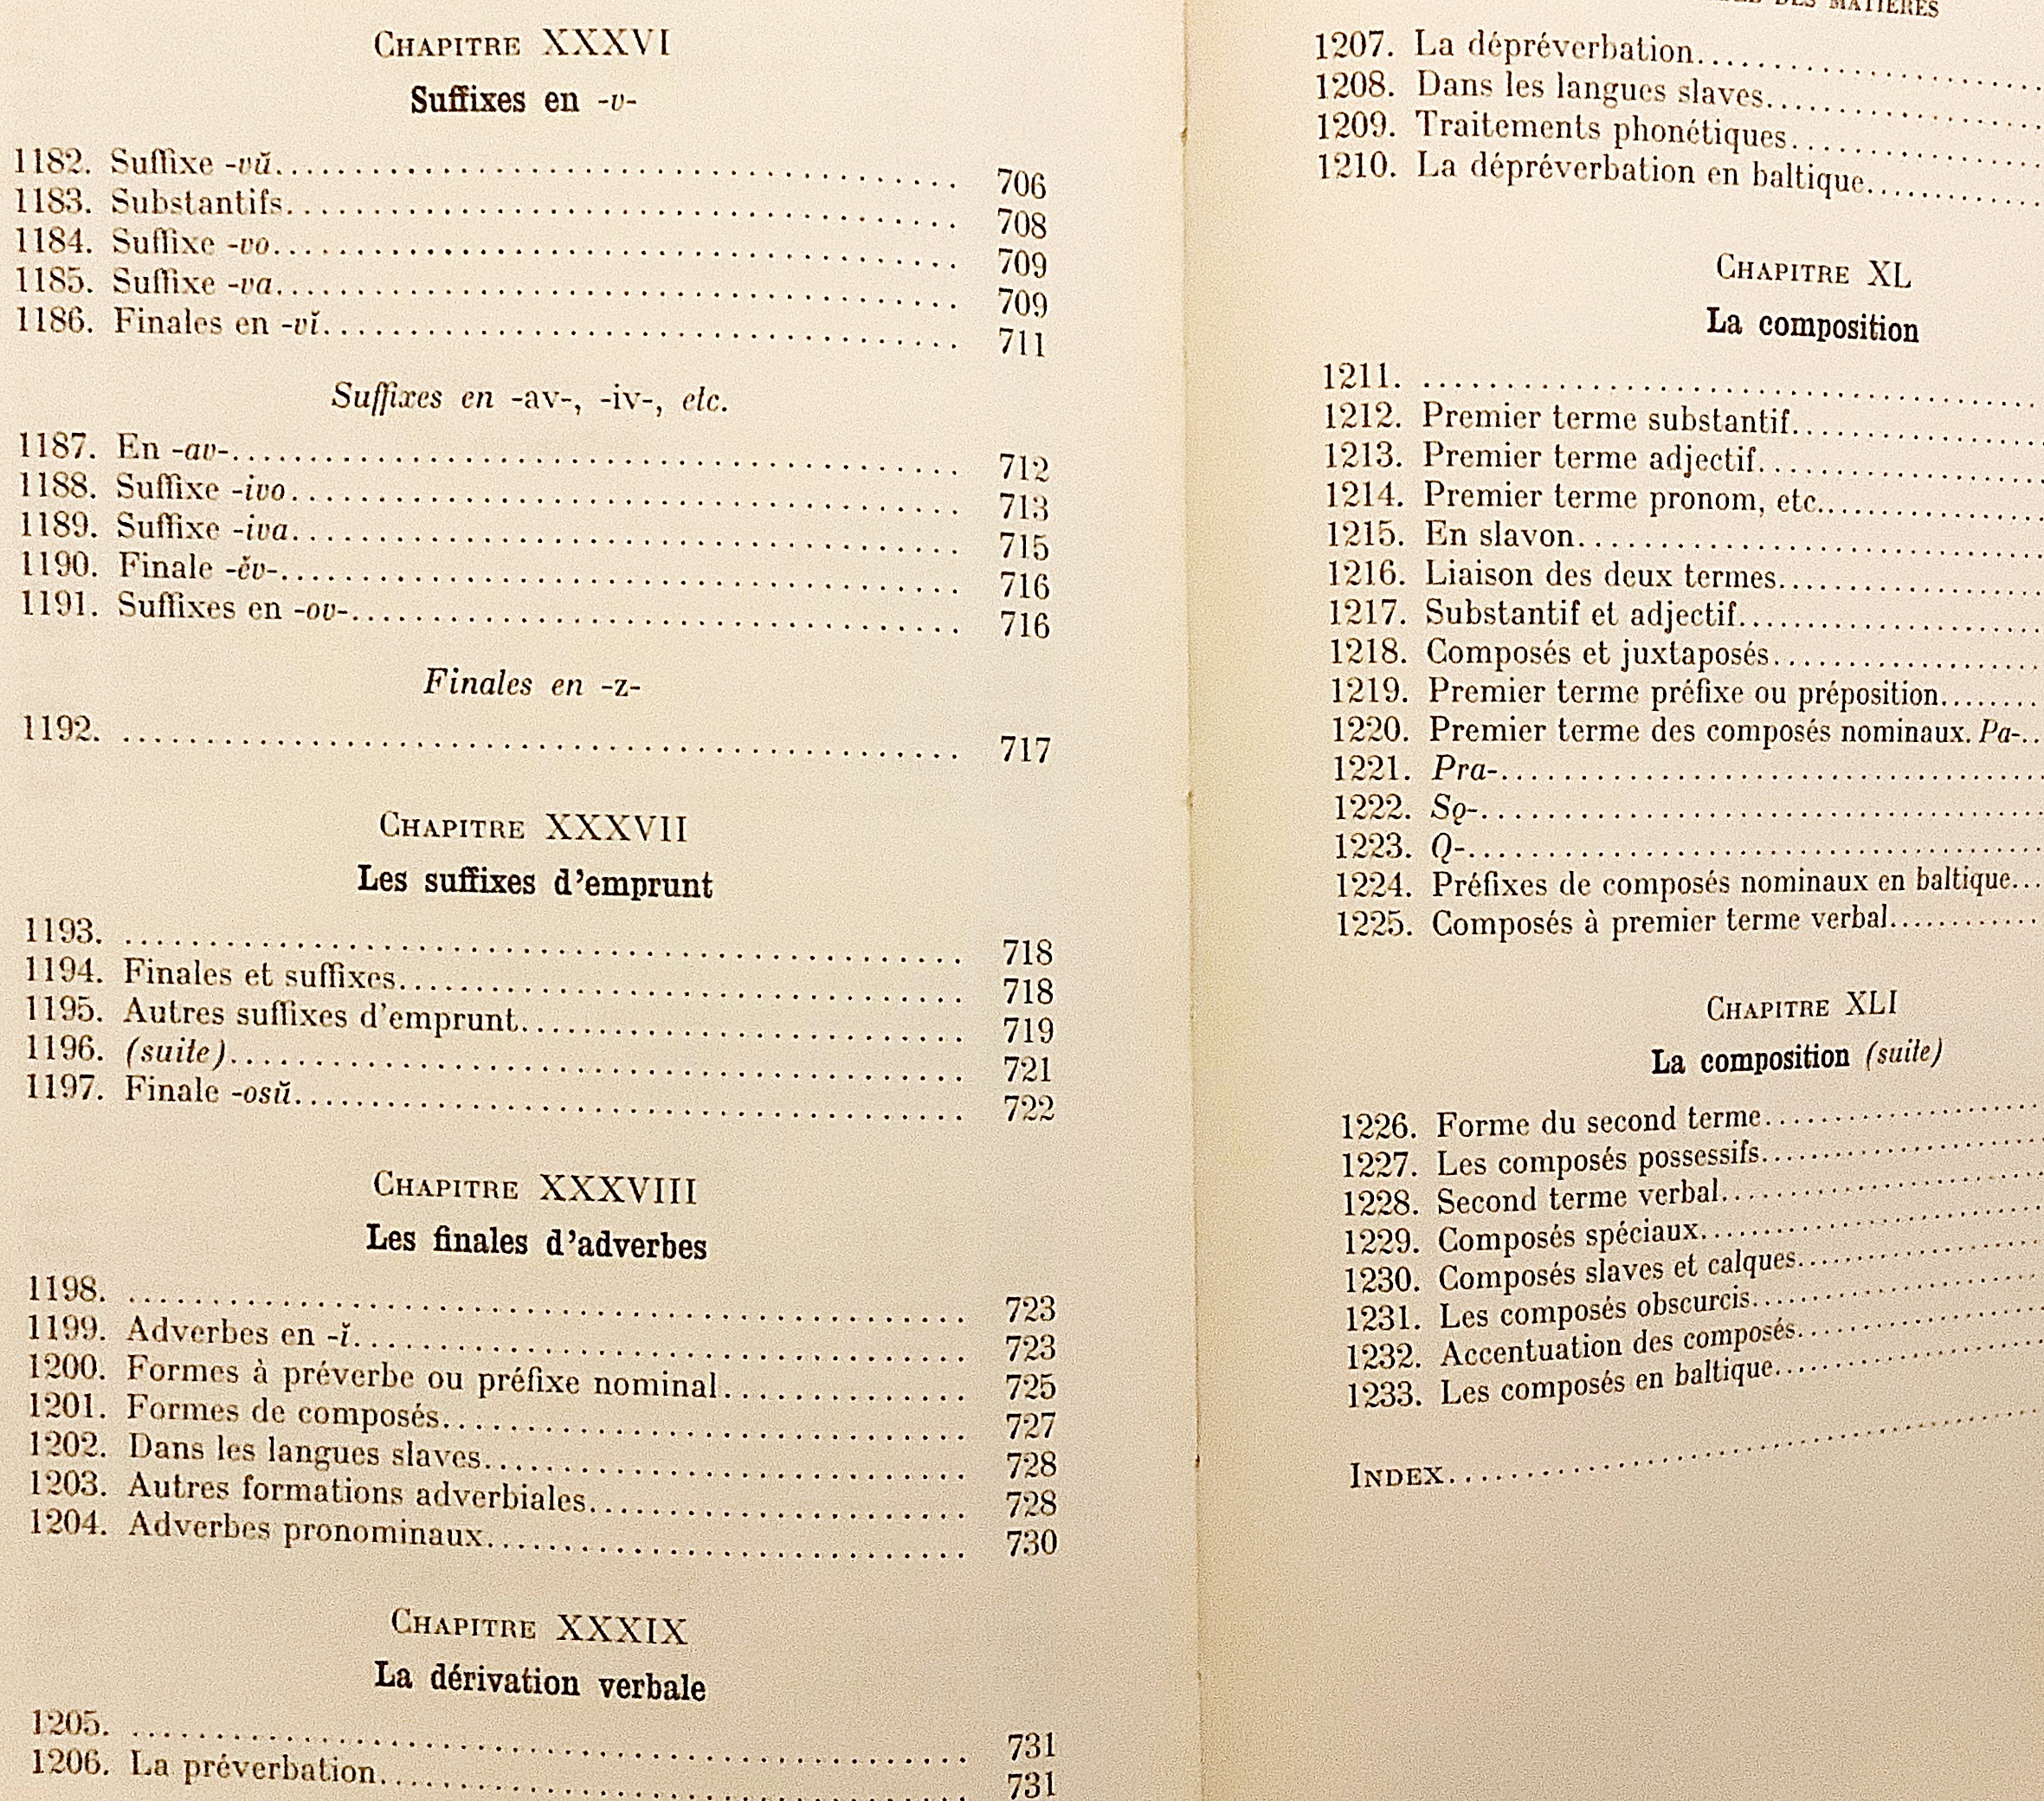 CHAPITRE XXXVI
Suffixes en -v-
1182. Suffixe -vŭ........................................ 706
1183. Substantifs........................................ 708
1184. Suffixe -vo........................................ 709
1185. Suffixe -va........................................ 709
1186. Finales en -vĭ........................................ 711
Suffixes en -av-, -iv-, etc.
1187. En -av-........................................ 712
1188. Suffixe -ivo........................................ 713
1189. Suffixe -iva........................................ 715
1190. Finale -ěv-........................................ 716
1191. Suffixes en -ov-........................................ 716
Finales en -z-
1192. ........................................ 717
CHAPITRE XXXVII
Les suffixes d'emprunt
1193. ........................................ 718
1194. Finales et suffixes........................................ 718
1195. Autres suffixes d'emprunt........................................ 719
1196. (suite)........................................ 721
1197. Finale -osŭ........................................ 722
CHAPITRE XXXVIII
Les finales d'adverbes
1198. ........................................ 723
1199. Adverbes en -ĭ........................................ 723
1200. Formes à préverbe ou préfixe nominal............. 725
1201. Formes de composés........................................ 727
1202. Dans les langues slaves........................................ 728
1203. Autres formations adverbiales........................................ 728
1204. Adverbes pronominaux........................................ 730
CHAPITRE XXXIX
La dérivation verbale
1205. ........................................ 731
1206. La préverbation........................................ 731
DES MATIÈRES
1207. La dépréverbation....................
1208. Dans les langues slaves....................
1209. Traitements phonétiques....................
1210. La dépréverbation en baltique............
CHAPITRE XL
La composition
1211. ....................
1212. Premier terme substantif....................
1213. Premier terme adjectif....................
1214. Premier terme pronom, etc....................
1215. En slavon....................
1216. Liaison des deux termes....................
1217. Substantif et adjectif....................
1218. Composés et juxtaposés....................
1219. Premier terme préfixe ou préposition........
1220. Premier terme des composés nominaux. Pa-..
1221. Pra-....................
1222. Sǫ-....................
1223. Ǫ-....................
1224. Préfixes de composés nominaux en baltique...
1225. Composés à premier terme verbal............
CHAPITRE XLI
La composition (suite)
1226. Forme du second terme....................
1227. Les composés possessifs....................
1228. Second terme verbal....................
1229. Composés spéciaux....................
1230. Composés slaves et calques....................
1231. Les composés obscurcis....................
1232. Accentuation des composés....................
1233. Les composés en baltique....................
INDEX....................